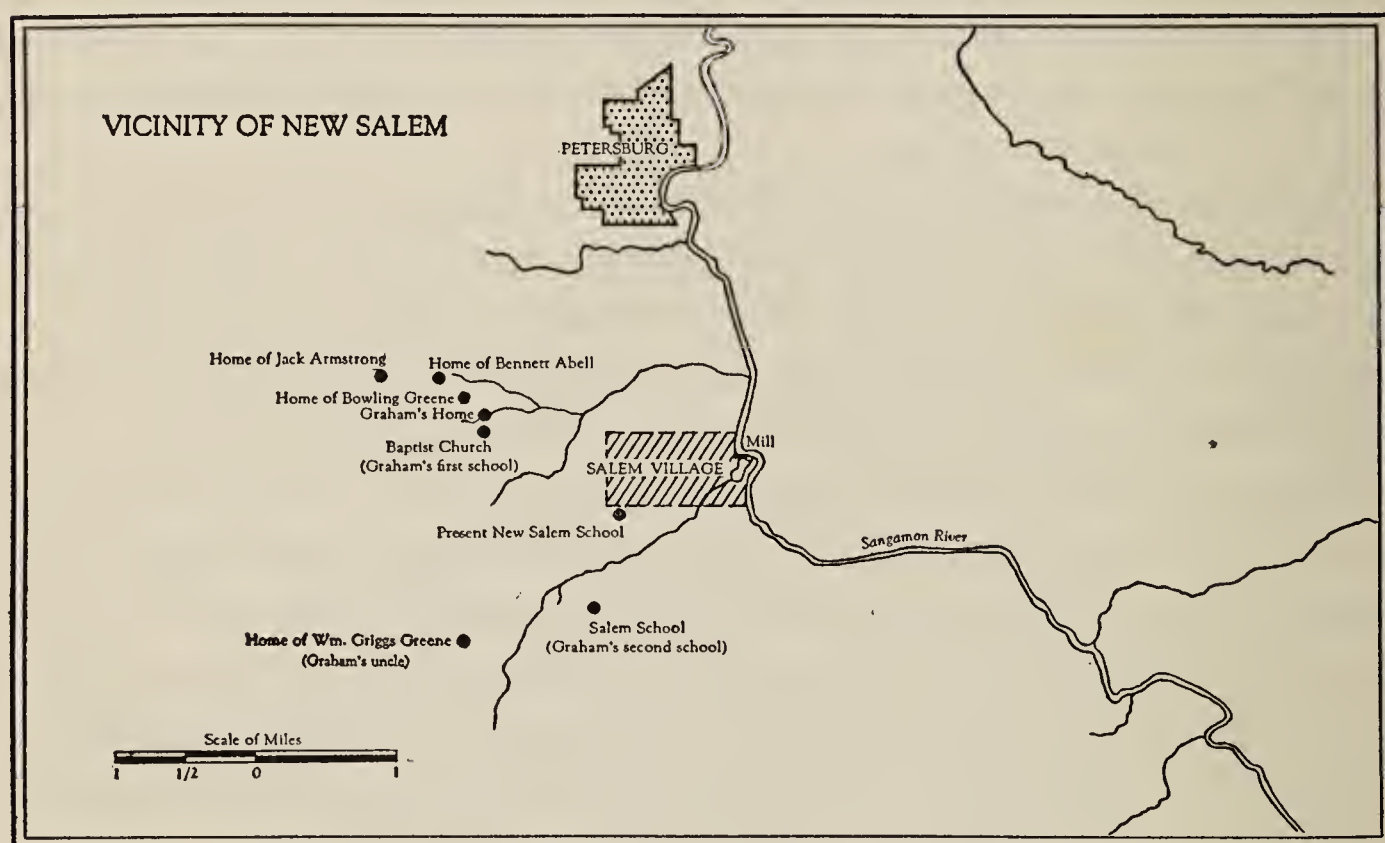 VICINITY OF NEW SALEM
PETERSBURG
Home of Jack Armstrong
Home of Bennett Abell
Home of Bowling Greene
Graham's Home
Baptist Church
(Graham's first school)
Mill
SALEM VILLAGE
Present New Salem School
Sangamon River
Salem School
(Graham's second school)
Home of Wm. Griggs Greene
(Graham's uncle)
Scale of Miles
1 1/2 0 1